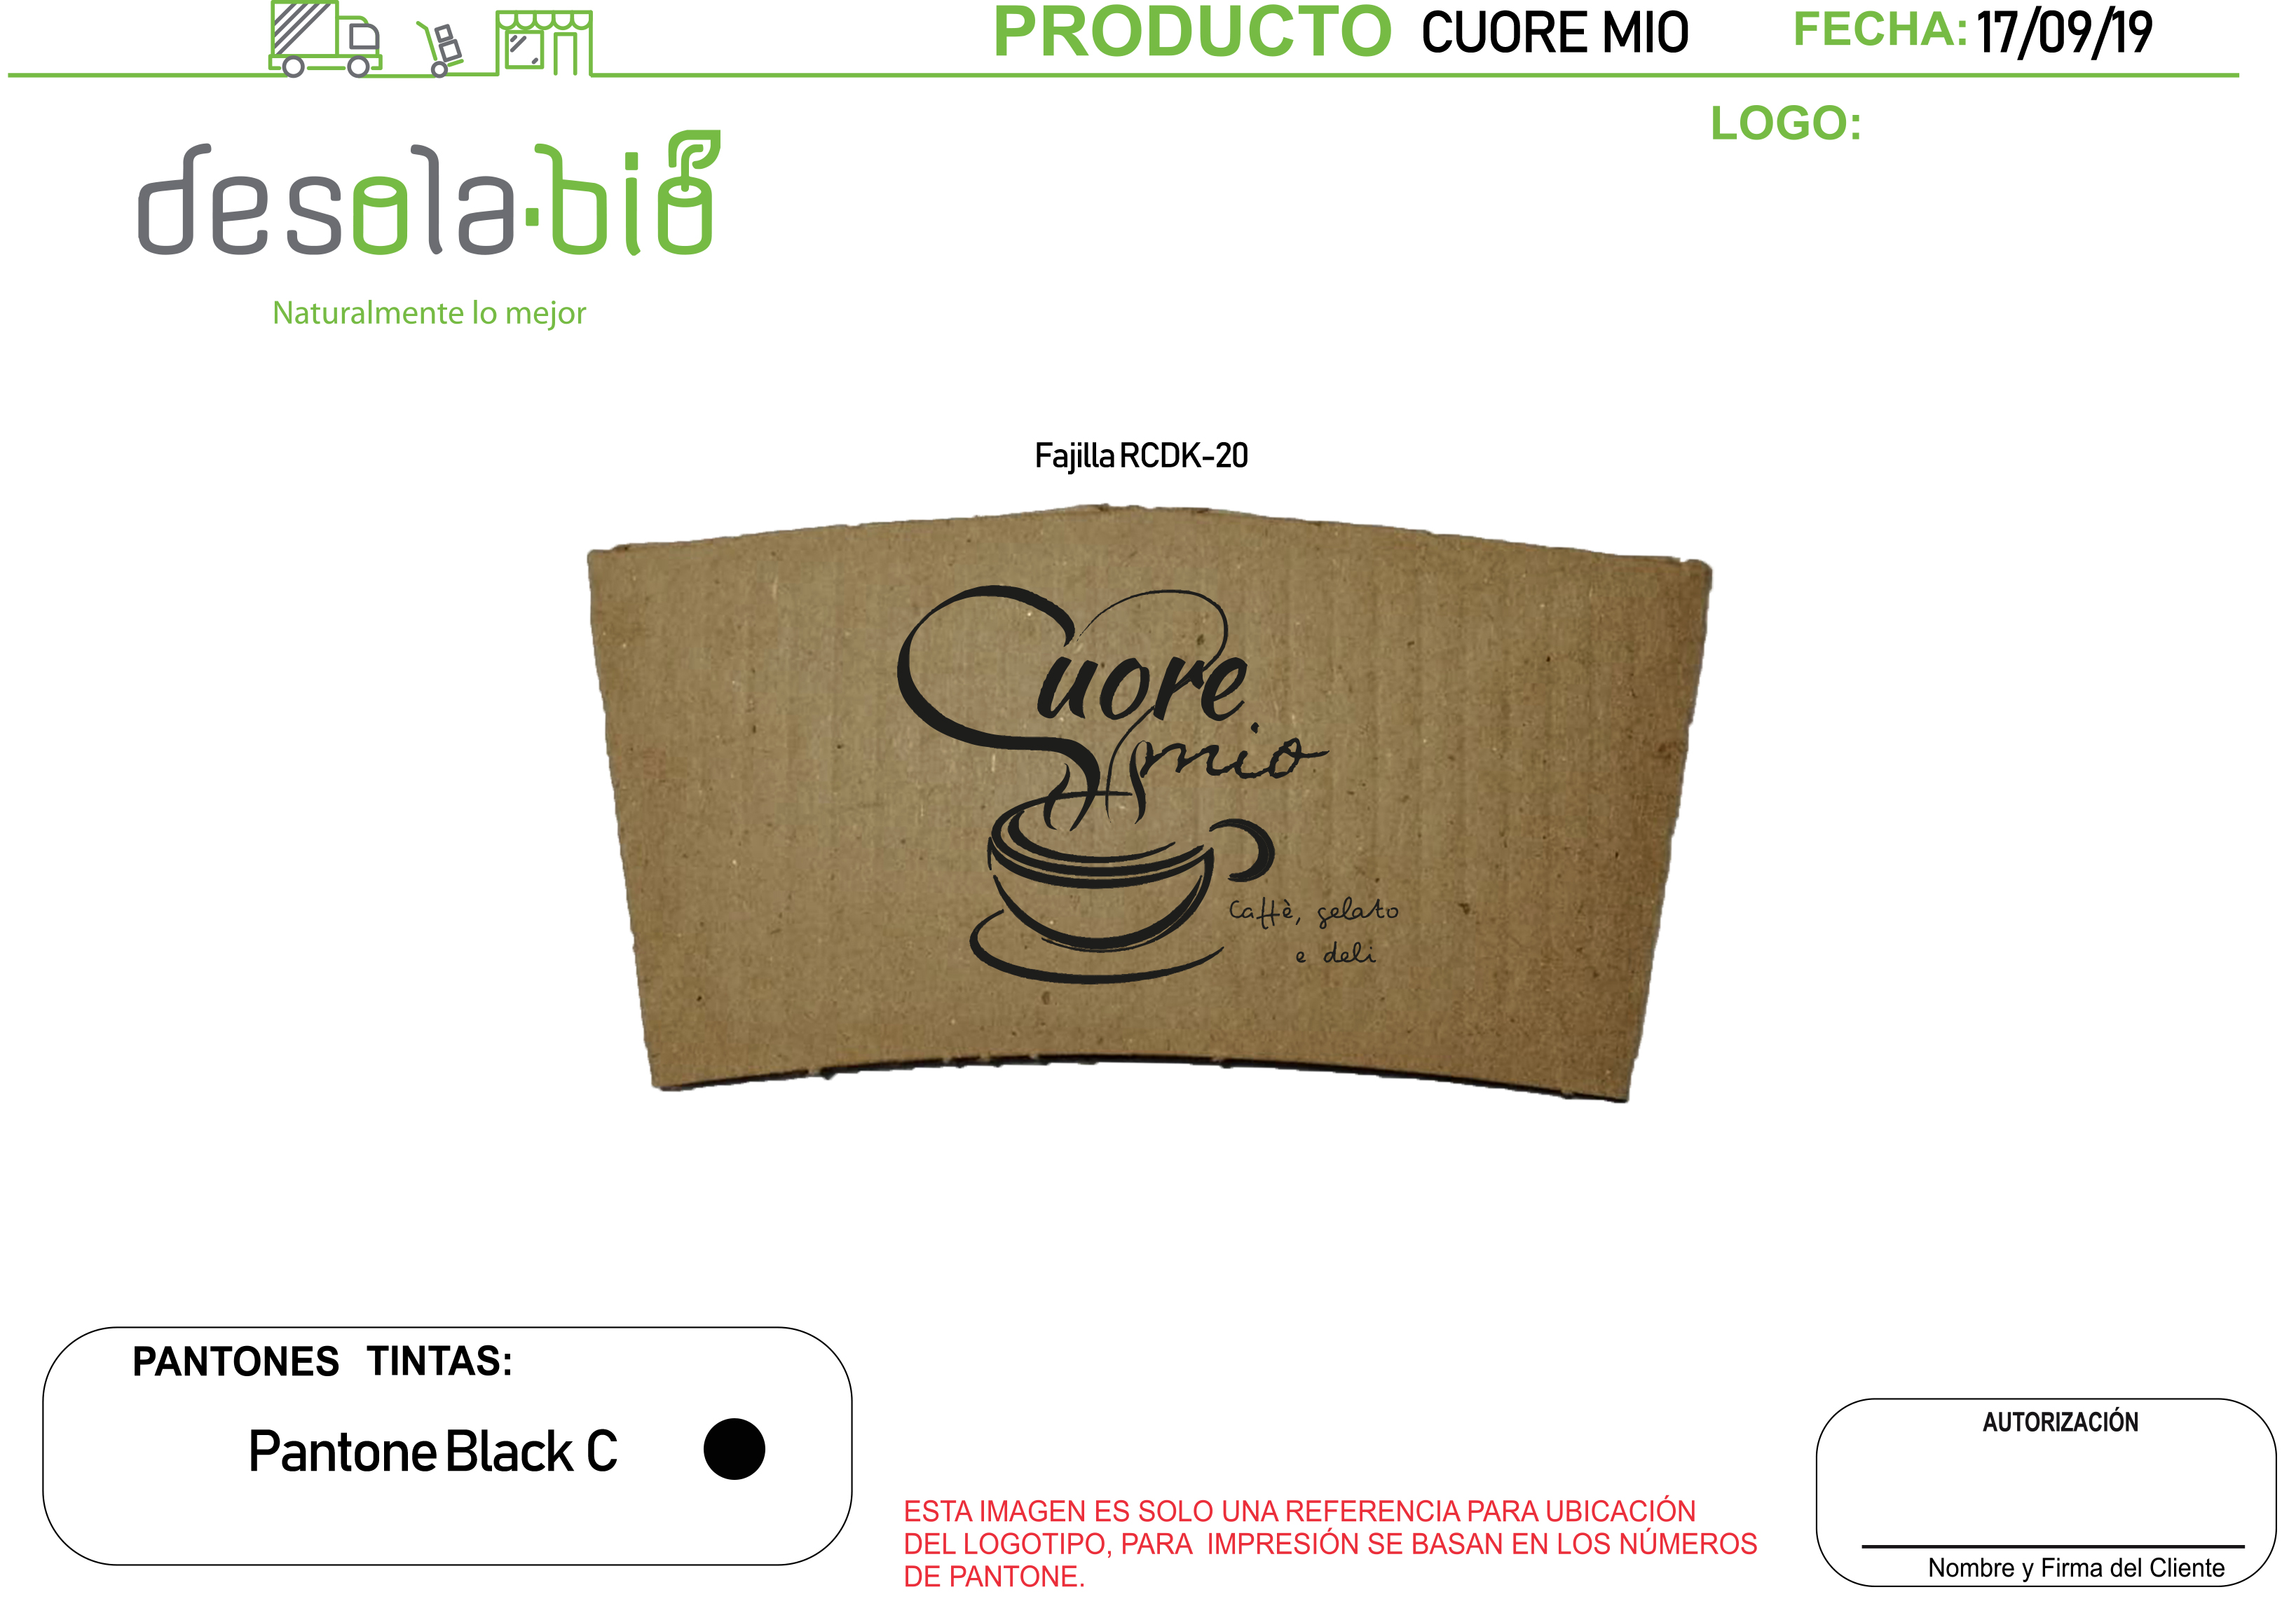 PRODUCTO CUORE MIO FECHA: 17/09/19
LOGO:
desola·bio
Naturalmente lo mejor
Fajilla RCDK-20
Cuore
mio
Caffè, gelato
e deli
PANTONES TINTAS:
Pantone Black C
ESTA IMAGEN ES SOLO UNA REFERENCIA PARA UBICACIÓN
DEL LOGOTIPO, PARA IMPRESIÓN SE BASAN EN LOS NÚMEROS
DE PANTONE.
AUTORIZACIÓN
Nombre y Firma del Cliente